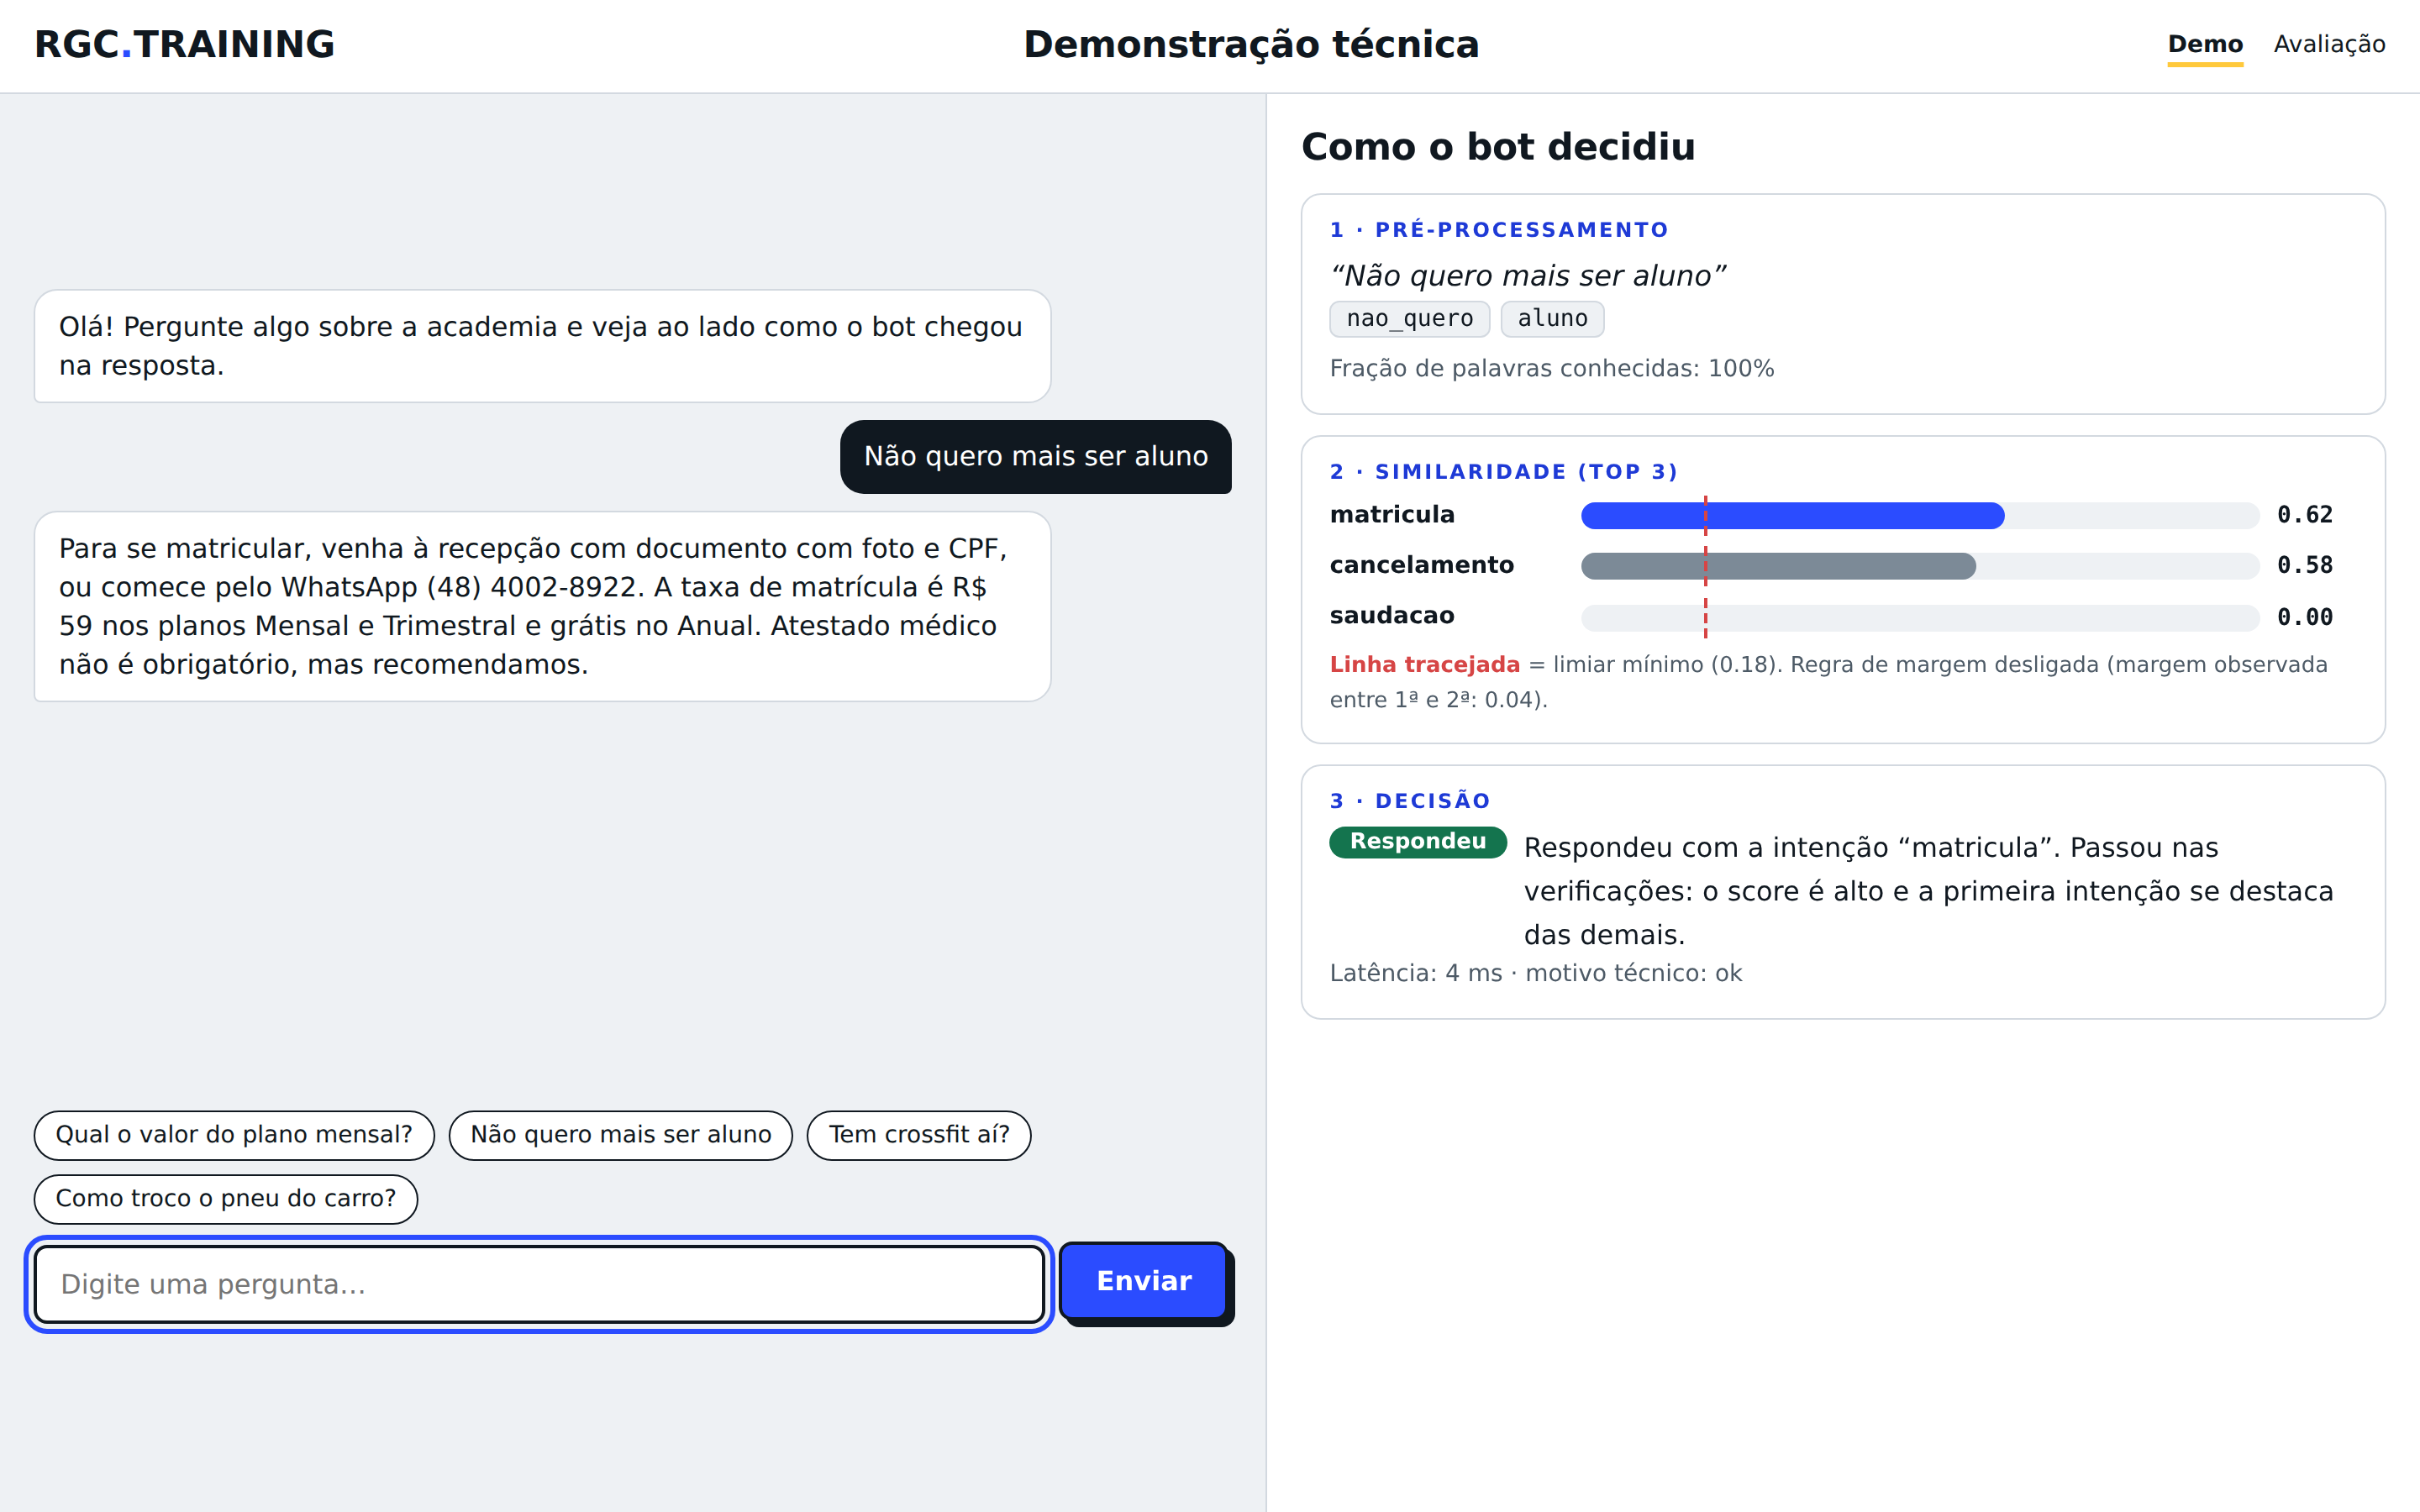 RGC.TRAINING
Demonstração técnica
Demo
Avaliação
Olá! Pergunte algo sobre a academia e veja ao lado como o bot chegou
na resposta.
Não quero mais ser aluno
Para se matricular, venha à recepção com documento com foto e CPF,
ou comece pelo WhatsApp (48) 4002-8922. A taxa de matrícula é R$
59 nos planos Mensal e Trimestral e grátis no Anual. Atestado médico
não é obrigatório, mas recomendamos.
Qual o valor do plano mensal?
Não quero mais ser aluno
Tem crossfit aí?
Como troco o pneu do carro?
Digite uma pergunta...
Enviar
Como o bot decidiu
1 · PRÉ-PROCESSAMENTO
“Não quero mais ser aluno”
nao_quero
aluno
Fração de palavras conhecidas: 100%
2 · SIMILARIDADE (TOP 3)
matricula 0.62
cancelamento 0.58
saudacao 0.00
Linha tracejada = limiar mínimo (0.18). Regra de margem desligada (margem observada
entre 1ª e 2ª: 0.04).
3 · DECISÃO
Respondeu
Respondeu com a intenção “matricula”. Passou nas
verificações: o score é alto e a primeira intenção se destaca
das demais.
Latência: 4 ms · motivo técnico: ok